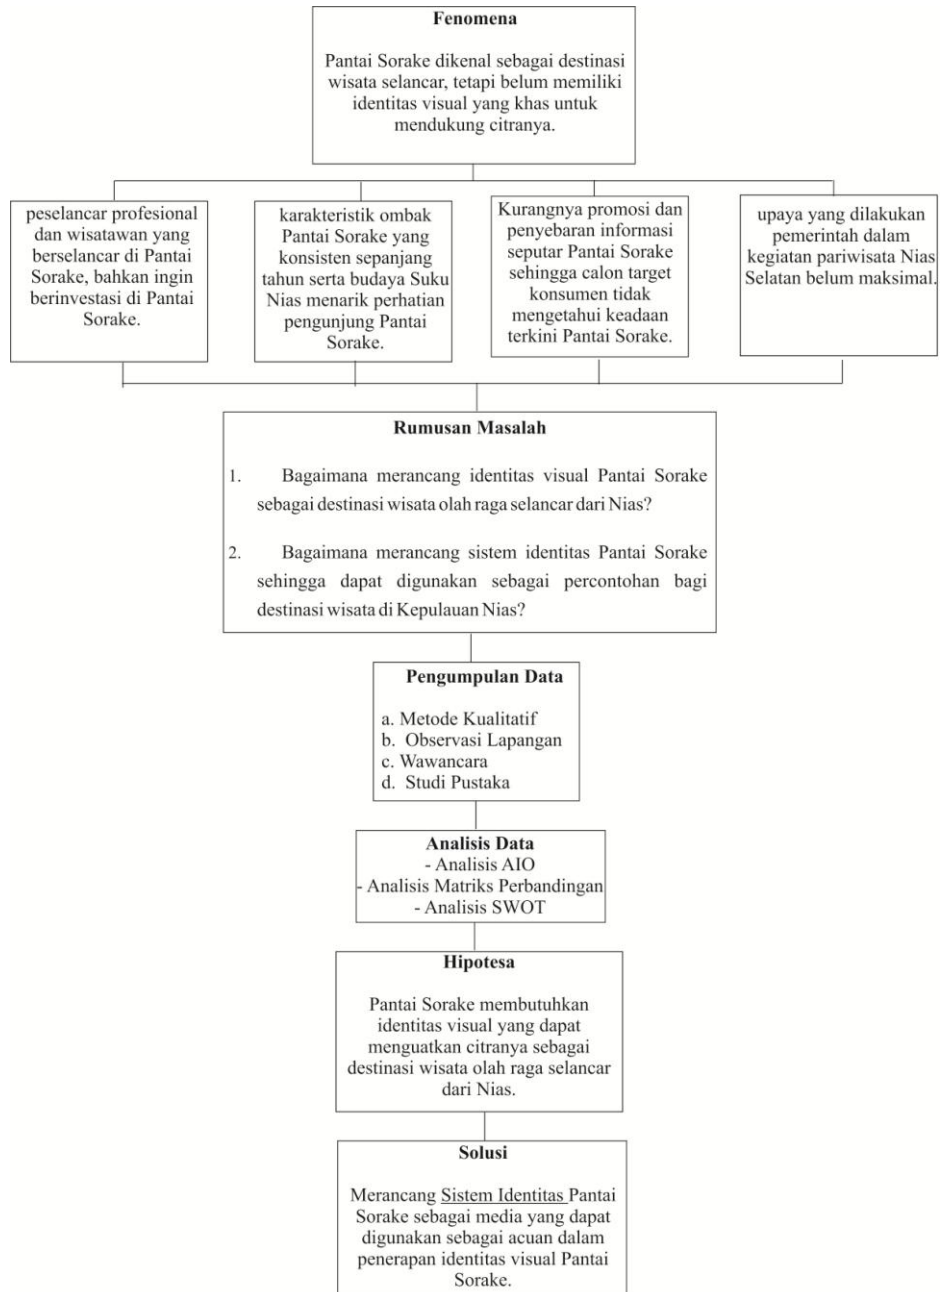 Fenomena
Pantai Sorake dikenal sebagai destinasi
wisata selancar, tetapi belum memiliki
identitas visual yang khas untuk
mendukung citranya.
peselancar profesional
dan wisatawan yang
berselancar di Pantai
Sorake, bahkan ingin
berinvestasi di Pantai
Sorake.
karakteristik ombak
Pantai Sorake yang
konsisten sepanjang
tahun serta budaya Suku
Nias menarik perhatian
pengunjung Pantai
Sorake.
Kurangnya promosi dan
penyebaran informasi
seputar Pantai Sorake
sehingga calon target
konsumen tidak
mengetahui keadaan
terkini Pantai Sorake.
upaya yang dilakukan
pemerintah dalam
kegiatan pariwisata Nias
Selatan belum maksimal.
Rumusan Masalah
1. Bagaimana merancang identitas visual Pantai Sorake
sebagai destinasi wisata olah raga selancar dari Nias?
2. Bagaimana merancang sistem identitas Pantai Sorake
sehingga dapat digunakan sebagai percontohan bagi
destinasi wisata di Kepulauan Nias?
Pengumpulan Data
a. Metode Kualitatif
b. Observasi Lapangan
c. Wawancara
d. Studi Pustaka
Analisis Data
- Analisis AIO
- Analisis Matriks Perbandingan
- Analisis SWOT
Hipotesa
Pantai Sorake membutuhkan
identitas visual yang dapat
menguatkan citranya sebagai
destinasi wisata olah raga selancar
dari Nias.
Solusi
Merancang Sistem Identitas Pantai
Sorake sebagai media yang dapat
digunakan sebagai acuan dalam
penerapan identitas visual Pantai
Sorake.